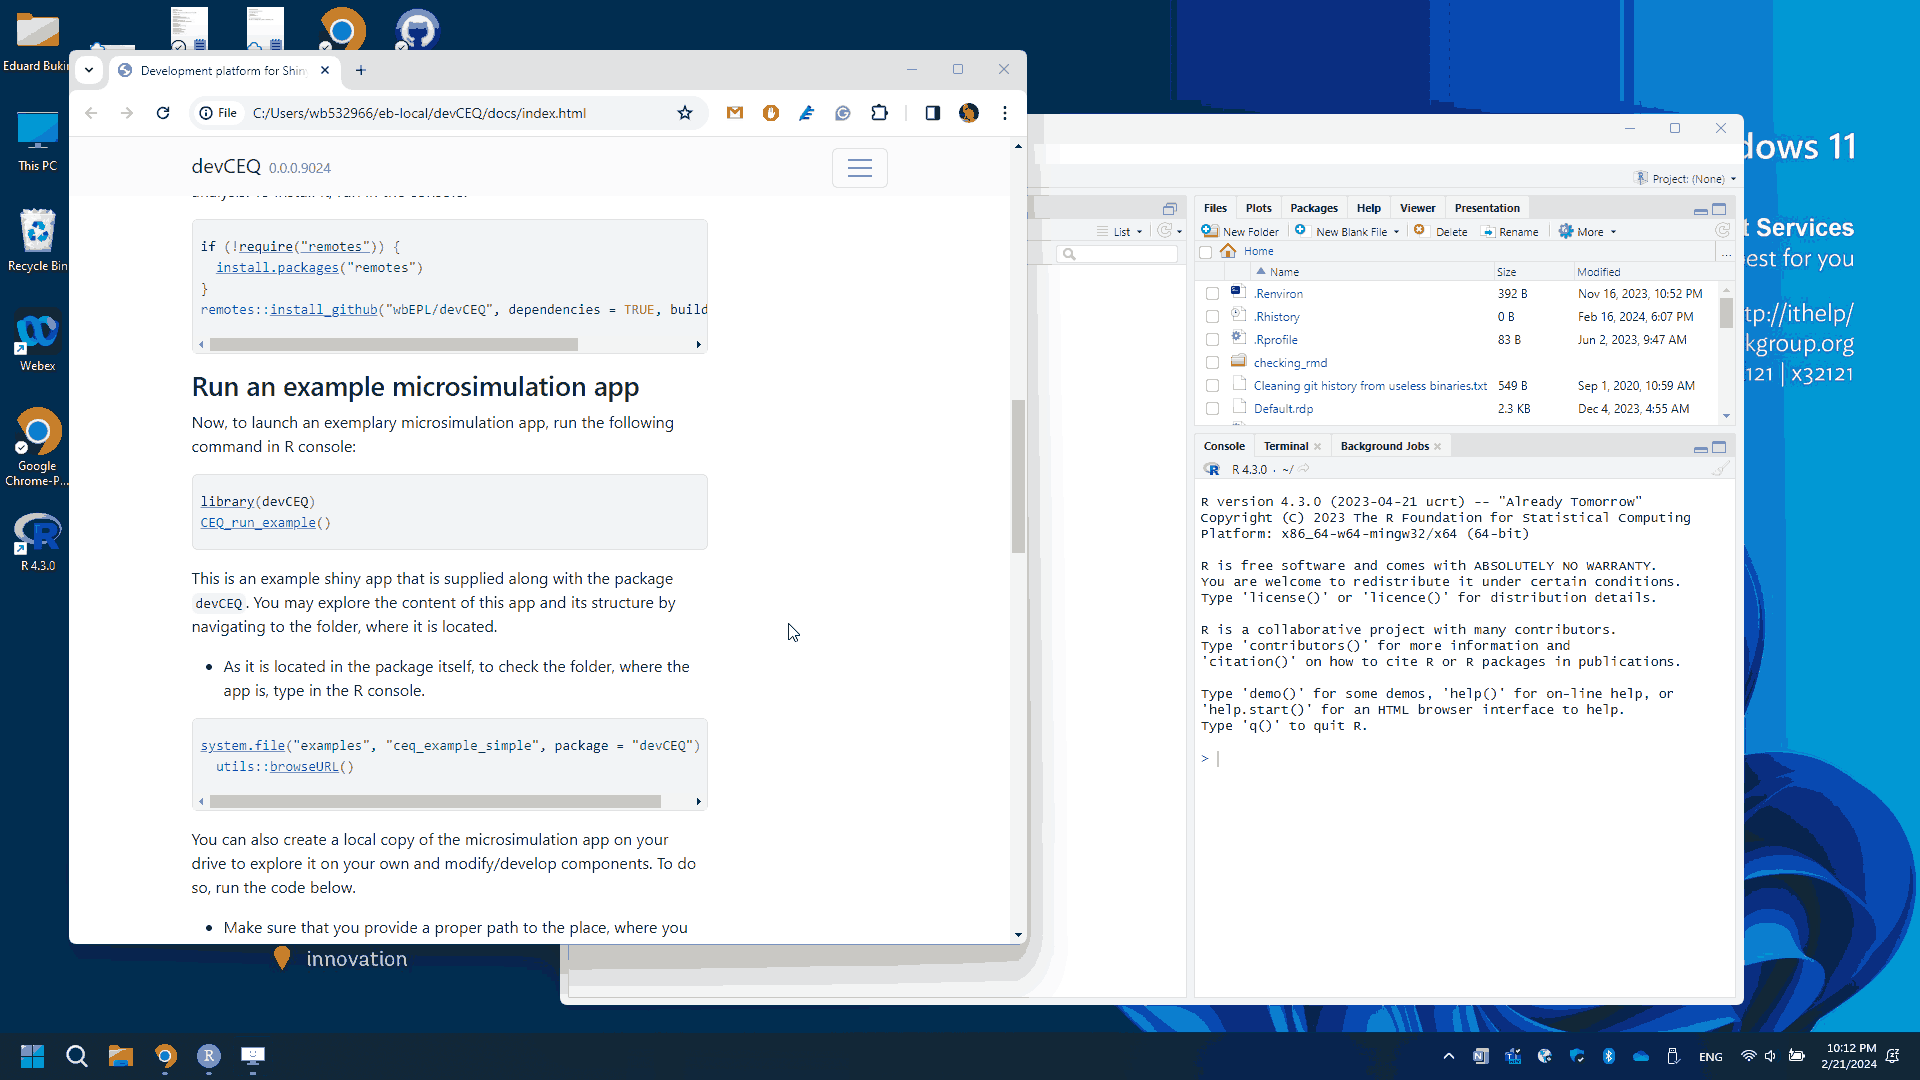 Eduard Bukin
This PC
Recycle Bin
Webex
Google
Chrome-P...
R 4.3.0
Development platform for Shin
File
C:/Users/wb532966/eb-local/devCEQ/docs/index.html
devCEQ 0.0.0.9024
if (!require("remotes")) {
install.packages("remotes")
}
remotes::install_github("wbEPL/devCEQ", dependencies = TRUE, build
Run an example microsimulation app
Now, to launch an exemplary microsimulation app, run the following
command in R console:
library(devCEQ)
CEQ_run_example()
This is an example shiny app that is supplied along with the package
devCEQ. You may explore the content of this app and its structure by
navigating to the folder, where it is located.
As it is located in the package itself, to check the folder, where the
app is, type in the R console.
system.file("examples", "ceq_example_simple", package = "devCEQ")
utils::browseURL()
You can also create a local copy of the microsimulation app on your
drive to explore it on your own and modify/develop components. To do
so, run the code below.
Make sure that you provide a proper path to the place, where you
innovation
dows 11
t Services
est for you
tp://ithelp/
kgroup.org
121 | x32121
Project: (None)
List
Files Plots Packages Help Viewer Presentation
New Folder New Blank File Delete Rename More
Home
...
Name Size Modified
.Renviron 392 B Nov 16, 2023, 10:52 PM
.Rhistory 0 B Feb 16, 2024, 6:07 PM
.Rprofile 83 B Jun 2, 2023, 9:47 AM
checking_rmd
Cleaning git history from useless binaries.txt 549 B Sep 1, 2020, 10:59 AM
Default.rdp 2.3 KB Dec 4, 2023, 4:55 AM
Console Terminal Background Jobs
R 4.3.0 · ~/
R version 4.3.0 (2023-04-21 ucrt) -- "Already Tomorrow"
Copyright (C) 2023 The R Foundation for Statistical Computing
Platform: x86_64-w64-mingw32/x64 (64-bit)
R is free software and comes with ABSOLUTELY NO WARRANTY.
You are welcome to redistribute it under certain conditions.
Type 'license()' or 'licence()' for distribution details.
R is a collaborative project with many contributors.
Type 'contributors()' for more information and
'citation()' on how to cite R or R packages in publications.
Type 'demo()' for some demos, 'help()' for on-line help, or
'help.start()' for an HTML browser interface to help.
Type 'q()' to quit R.
>
ENG
10:12 PM
2/21/2024